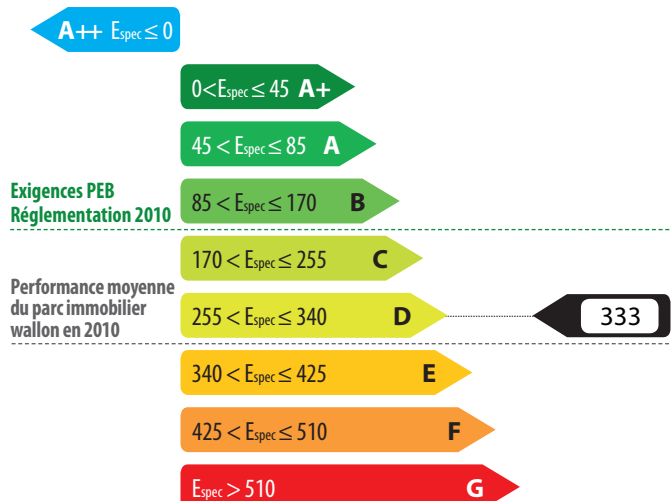 A++ Espec ≤ 0
0 < Espec ≤ 45 A+
45 < Espec ≤ 85 A
Exigences PEB
Réglementation 2010
85 < Espec ≤ 170 B
170 < Espec ≤ 255 C
Performance moyenne
du parc immobilier
wallon en 2010
255 < Espec ≤ 340 D
333
340 < Espec ≤ 425 E
425 < Espec ≤ 510 F
Espec > 510 G